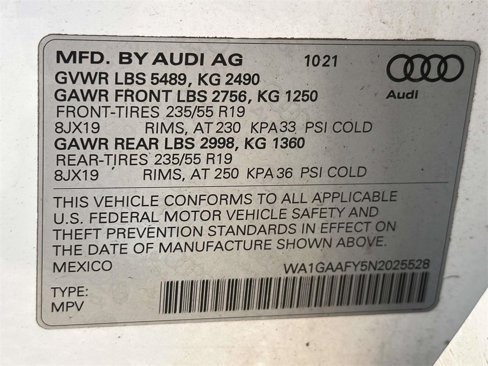 MFD. BY AUDI AG 10 21
GVWR LBS 5489, KG 2490
GAWR FRONT LBS 2756, KG 1250
FRONT-TIRES 235/55 R19
8JX19 RIMS, AT 230 KPA 33 PSI COLD
GAWR REAR LBS 2998, KG 1360
REAR-TIRES 235/55 R19
8JX19 RIMS, AT 250 KPA 36 PSI COLD
Audi
THIS VEHICLE CONFORMS TO ALL APPLICABLE
U.S. FEDERAL MOTOR VEHICLE SAFETY AND
THEFT PREVENTION STANDARDS IN EFFECT ON
THE DATE OF MANUFACTURE SHOWN ABOVE.
MEXICO WA1GAAFY5N2025528
TYPE:
MPV